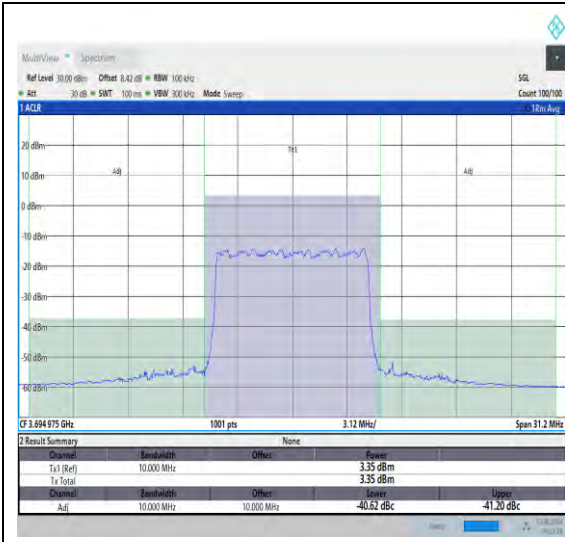 MultiView Spectrum
Ref Level 30.00 dBm Offset 8.42 dB RBW 100 kHz SGL
Att 30 dB SWT 100 ms VBW 300 kHz Mode Sweep Count 100/100
1 ACLR 1Rm Avg
Tx1
20 dBm
Adj Adj
10 dBm
0 dBm
-10 dBm
-20 dBm
-30 dBm
-40 dBm
-50 dBm
-60 dBm
CF 3.694 975 GHz 1001 pts 3.12 MHz/ Span 31.2 MHz
2 Result Summary None
Channel Bandwidth Offset Power
Tx1 (Ref) 10.000 MHz 3.35 dBm
Tx Total 3.35 dBm
Channel Bandwidth Offset Lower Upper
Adj 10.000 MHz 10.000 MHz -40.62 dBc -41.20 dBc